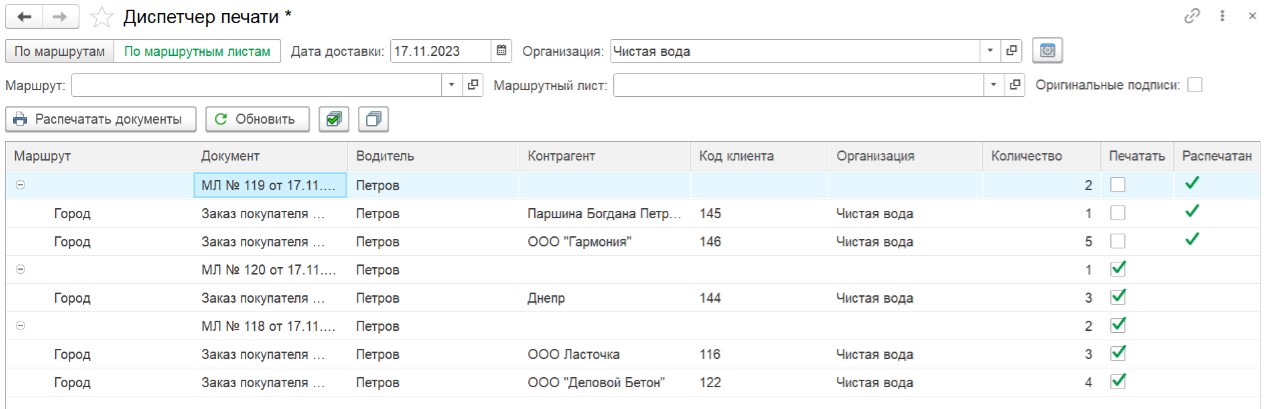 Диспетчер печати *
По маршрутам По маршрутным листам Дата доставки: 17.11.2023 Организация: Чистая вода
Маршрут: Маршрутный лист: Оригинальные подписи:
Распечатать документы Обновить
Маршрут Документ Водитель Контрагент Код клиента Организация Количество Печатать Распечатан
МЛ № 119 от 17.11.... Петров 2
Город Заказ покупателя ... Петров Паршина Богдана Петр... 145 Чистая вода 1
Город Заказ покупателя ... Петров ООО "Гармония" 146 Чистая вода 5
МЛ № 120 от 17.11.... Петров 1
Город Заказ покупателя ... Петров Днепр 144 Чистая вода 3
МЛ № 118 от 17.11.... Петров 2
Город Заказ покупателя ... Петров ООО Ласточка 116 Чистая вода 3
Город Заказ покупателя ... Петров ООО "Деловой Бетон" 122 Чистая вода 4